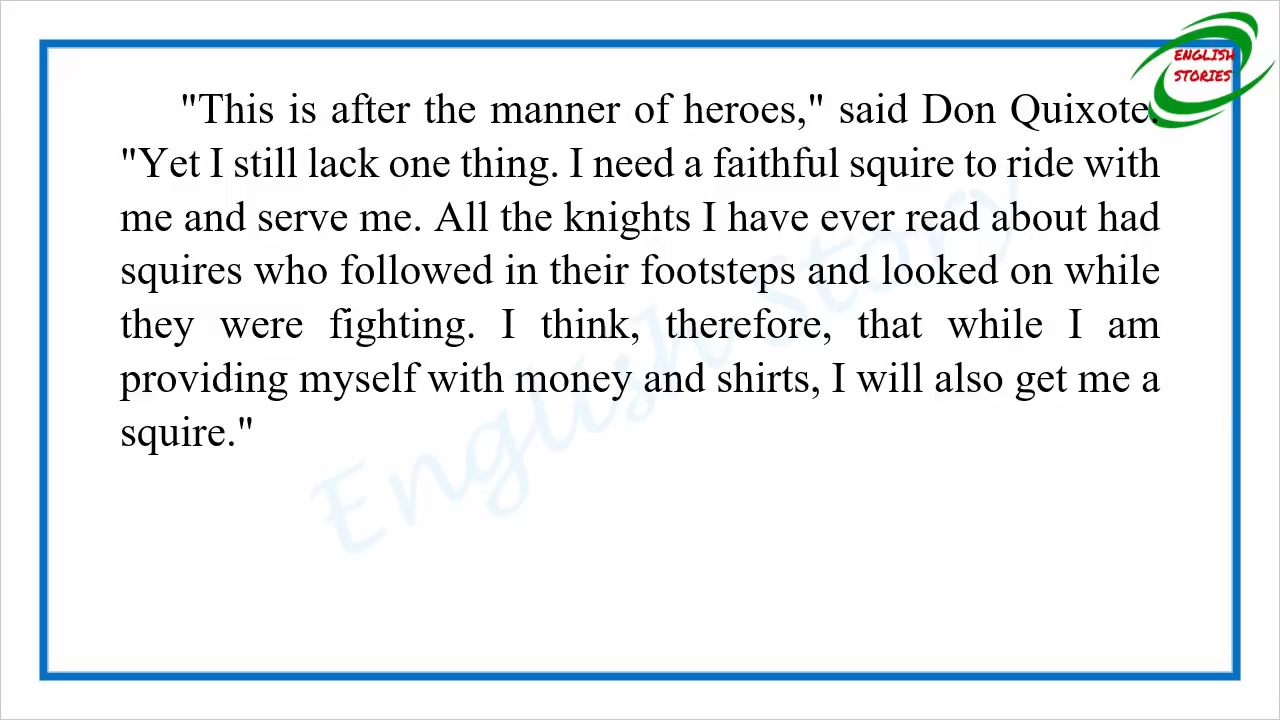 ENGLISH
STORIES
"This is after the manner of heroes," said Don Quixote.
"Yet I still lack one thing. I need a faithful squire to ride with
me and serve me. All the knights I have ever read about had
squires who followed in their footsteps and looked on while
they were fighting. I think, therefore, that while I am
providing myself with money and shirts, I will also get me a
squire."
English Story